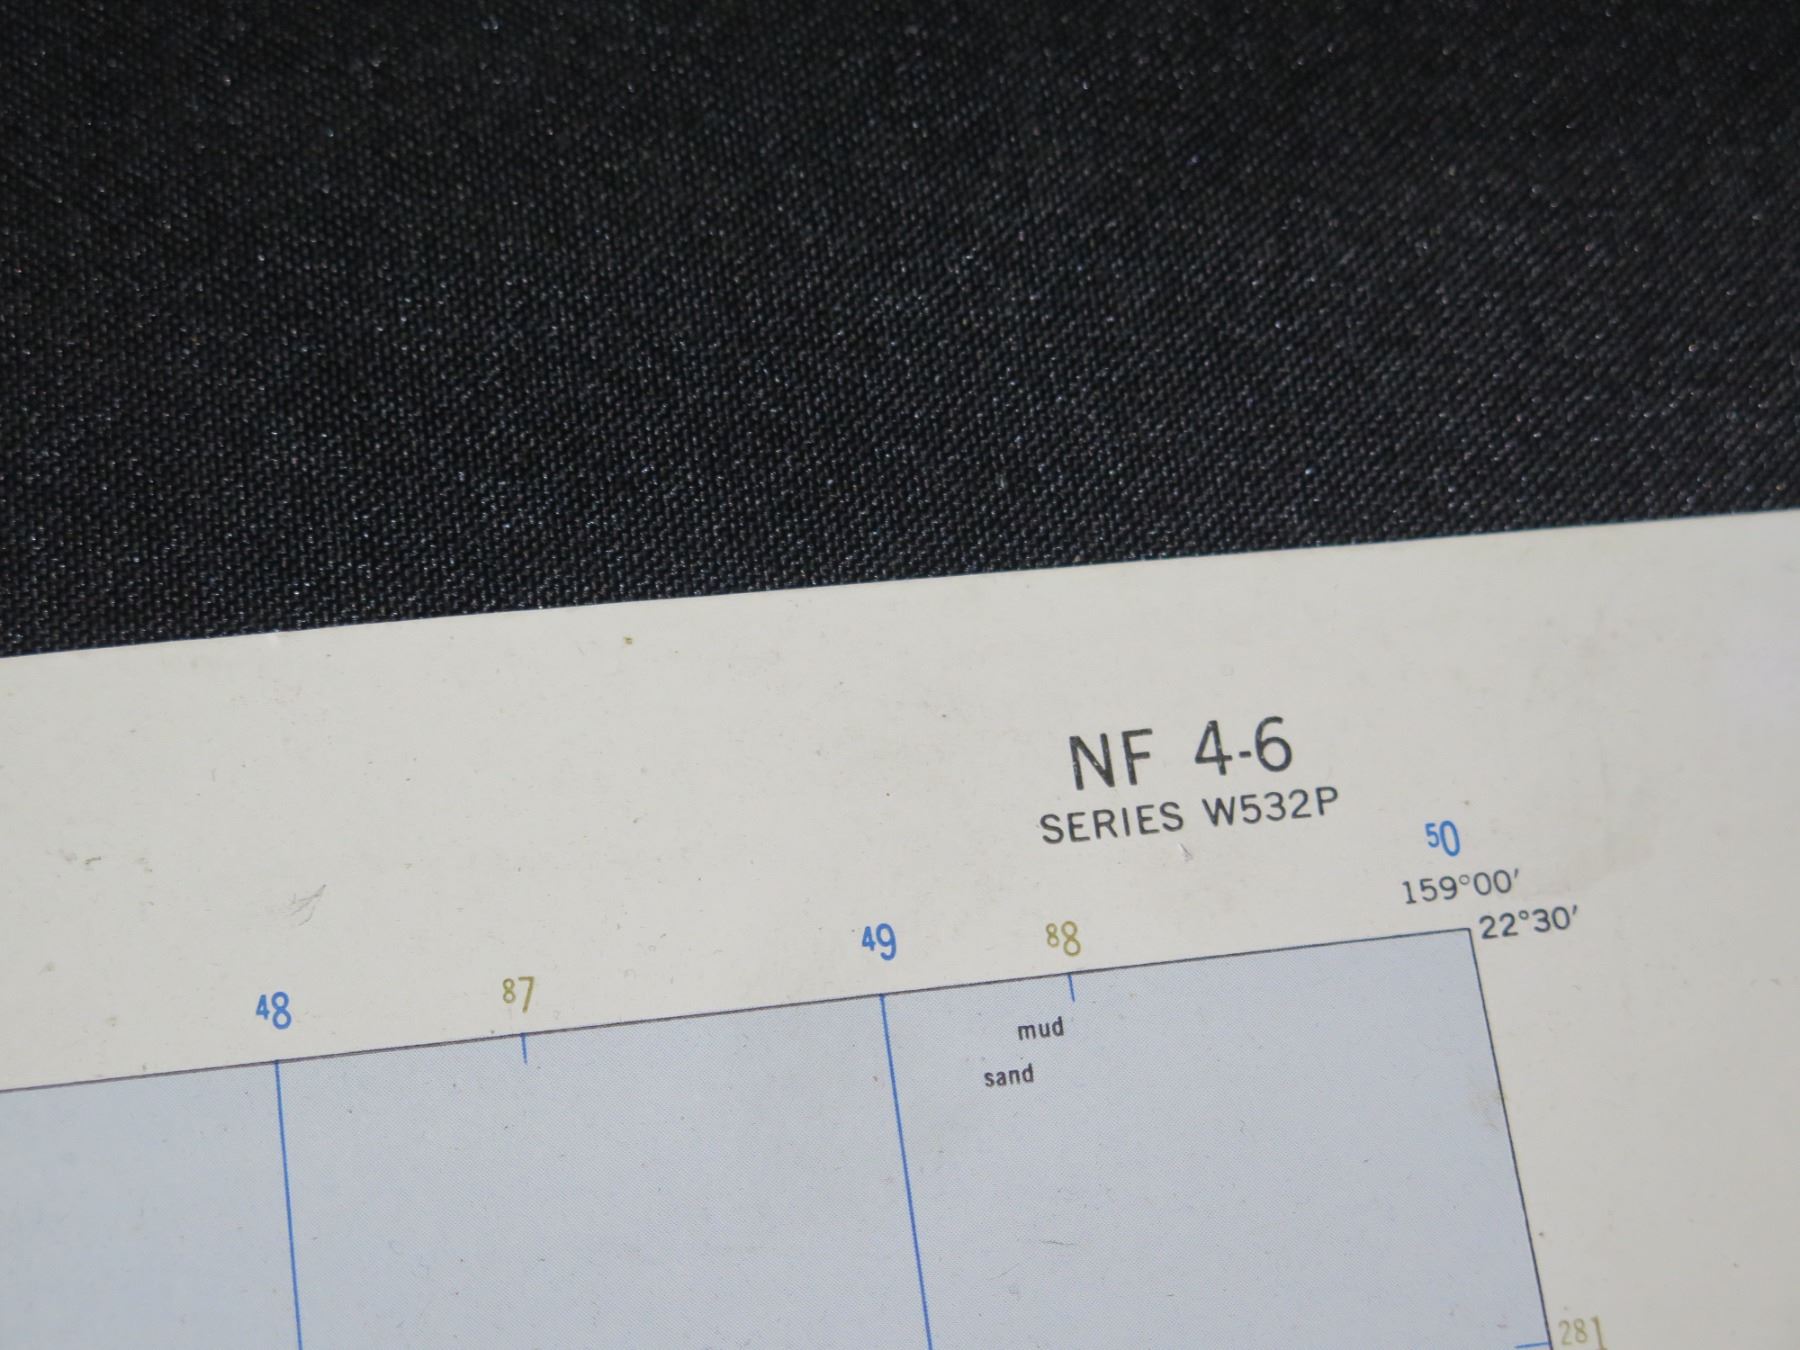 NF 4-6
SERIES W532P
50
159°00′
22°30′
48
87
49
88
mud
sand
281